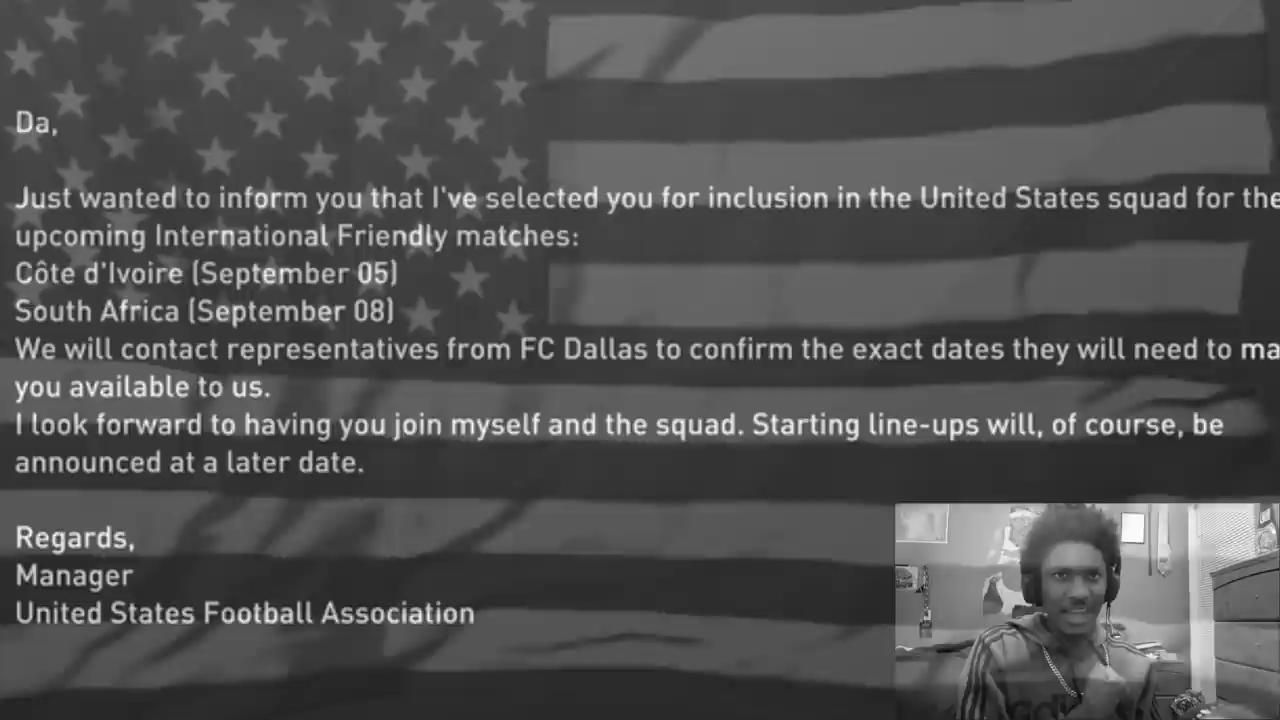 Da,
Just wanted to inform you that I've selected you for inclusion in the United States squad for the
upcoming International Friendly matches:
Côte d'Ivoire (September 05)
South Africa (September 08)
We will contact representatives from FC Dallas to confirm the exact dates they will need to ma
you available to us.
I look forward to having you join myself and the squad. Starting line-ups will, of course, be
announced at a later date.
Regards,
Manager
United States Football Association